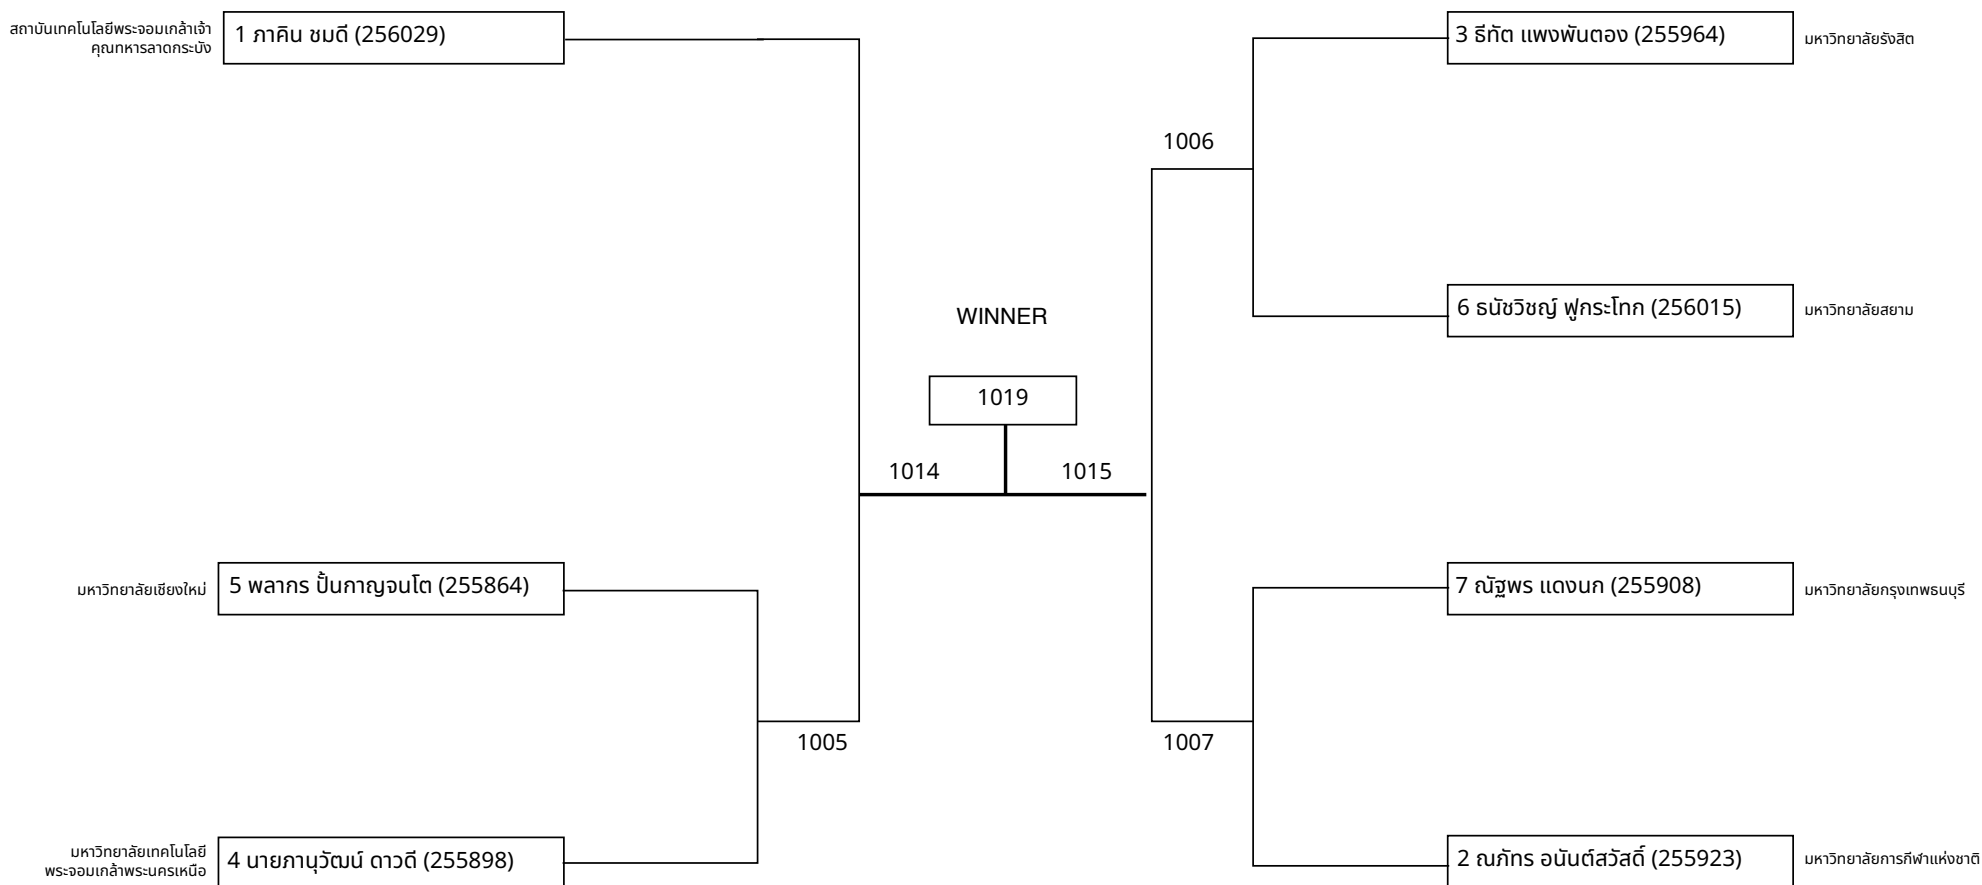 สถาบันเทคโนโลยีพระจอมเกล้าเจ้า
คุณทหารลาดกระบัง
1 ภาคิน ชมดี (256029)
3 ธีทัต แพงพันตอง (255964)
มหาวิทยาลัยรังสิต
1006
6 ธนัชวิชญ์ ฟูกระโทก (256015)
มหาวิทยาลัยสยาม
WINNER
1019
1014
1015
มหาวิทยาลัยเชียงใหม่
5 พลากร ปั้นกาญจนโต (255864)
7 ณัฐพร แดงนก (255908)
มหาวิทยาลัยกรุงเทพธนบุรี
1005
1007
มหาวิทยาลัยเทคโนโลยี
พระจอมเกล้าพระนครเหนือ
4 นายภานุวัฒน์ ดาวดี (255898)
2 ณภัทร อนันต์สวัสดิ์ (255923)
มหาวิทยาลัยการกีฬาแห่งชาติ